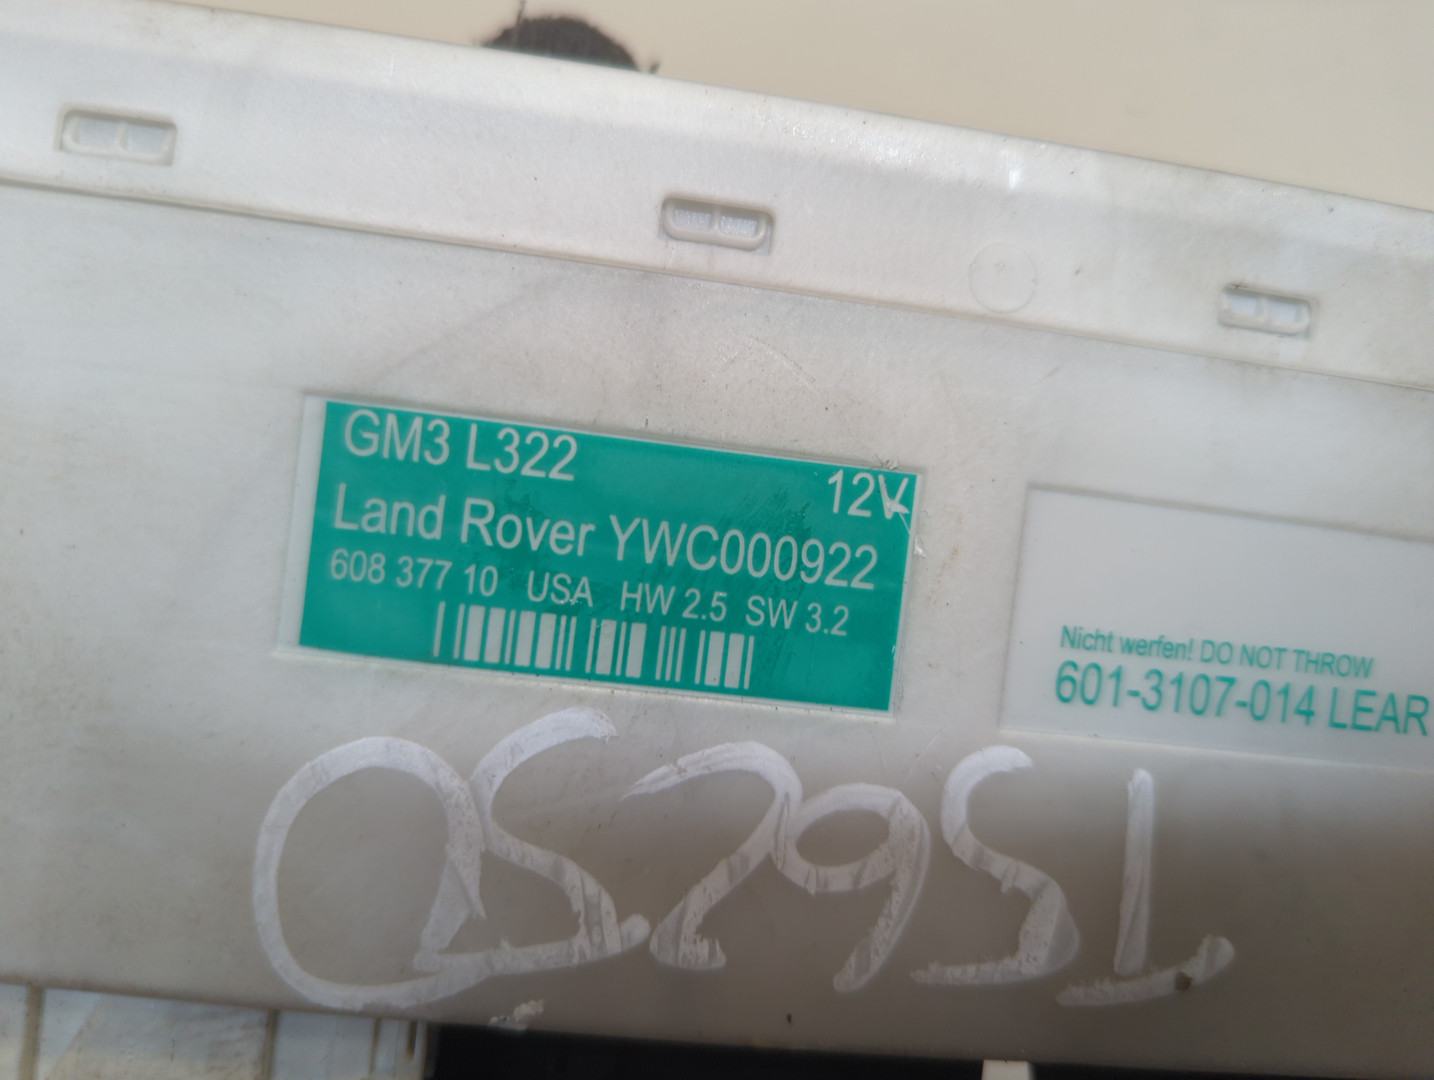 GM3 L322
12V
Land Rover YWC000922
608 377 10 USA HW 2.5 SW 3.2
Nicht werfen! DO NOT THROW
601-3107-014 LEAR